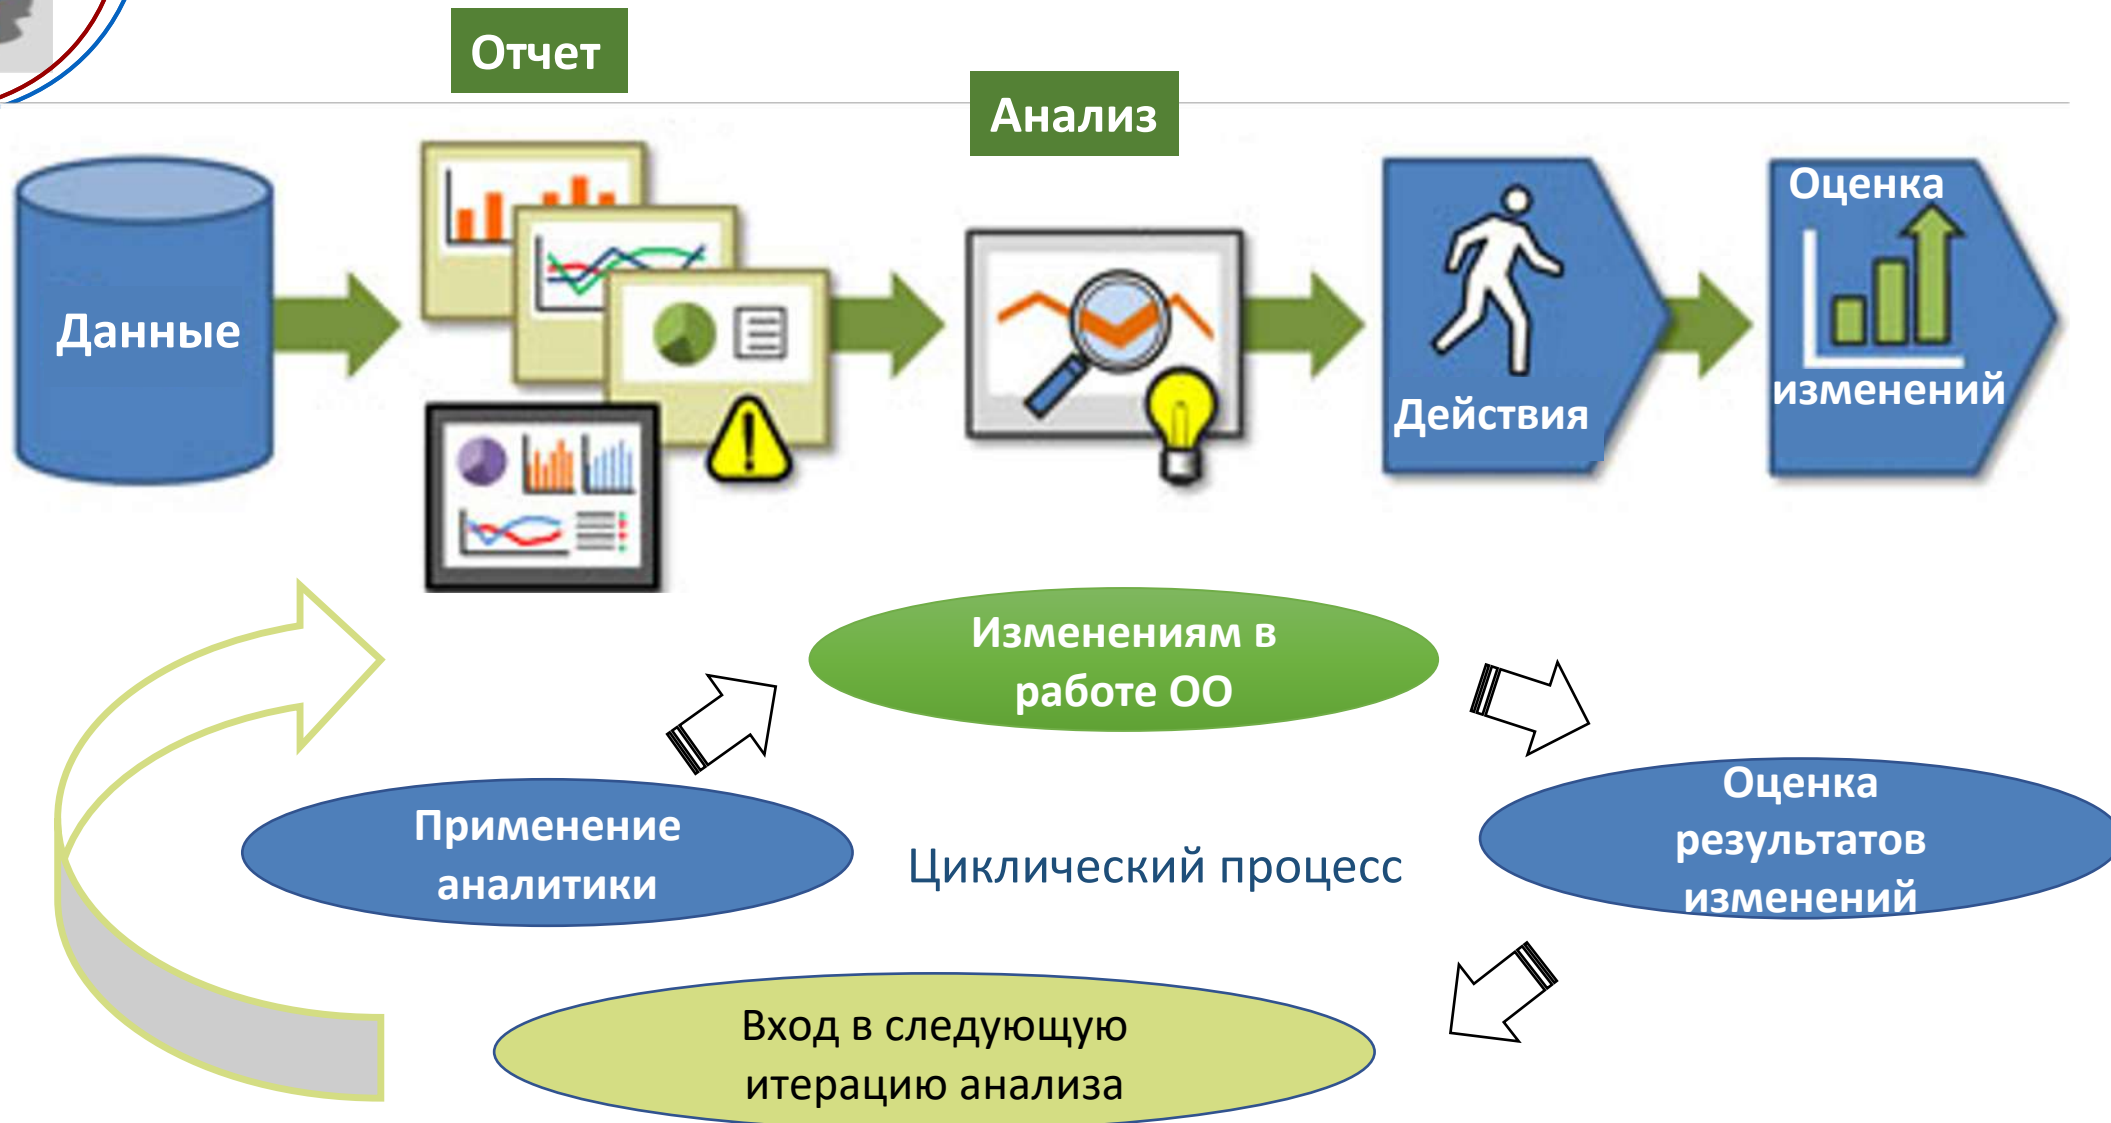 Отчет
Анализ
Данные
Действия
Оценка
изменений
Изменениям в
работе ОО
Применение
аналитики
Циклический процесс
Оценка
результатов
изменений
Вход в следующую
итерацию анализа